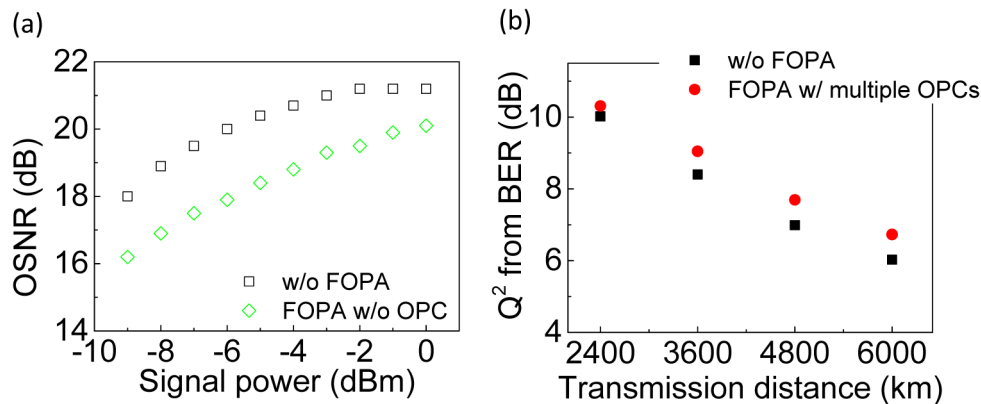 (a)
OSNR (dB)
22
20
18
16
14
w/o FOPA
FOPA w/o OPC
-10 -8 -6 -4 -2 0
Signal power (dBm)
(b)
Q² from BER (dB)
10
8
6
4
w/o FOPA
FOPA w/ multiple OPCs
2400 3600 4800 6000
Transmission distance (km)